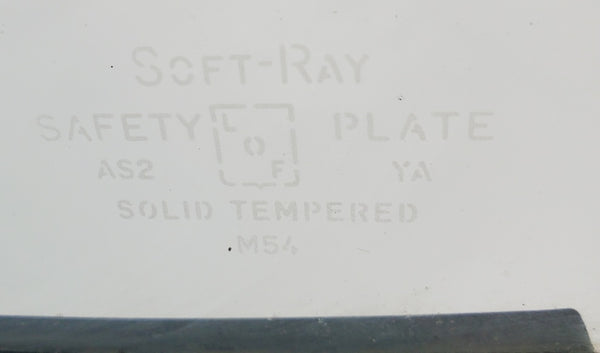 SOFT-RAY
SAFETY L O F PLATE
AS2 YA
SOLID TEMPERED
M54